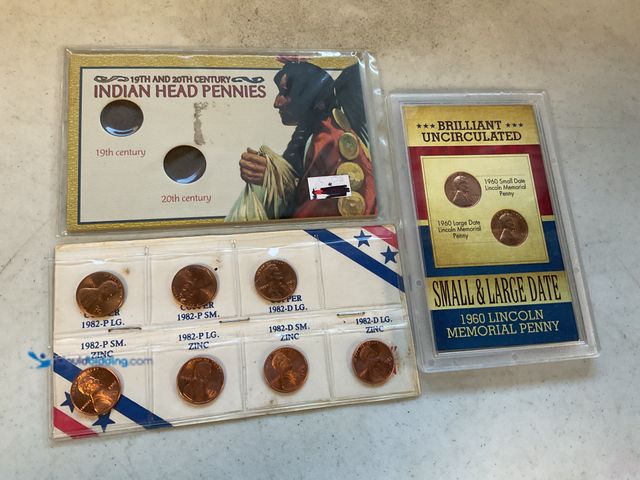 19TH AND 20TH CENTURY
INDIAN HEAD PENNIES
19th century
20th century
BRILLIANT
UNCIRCULATED
1960 Small Date
Lincoln Memorial
Penny
1960 Large Date
Lincoln Memorial
Penny
SMALL & LARGE DATE
1960 LINCOLN
MEMORIAL PENNY
1982-P LG.
COPPER
1982-P SM.
COPPER
1982-D LG.
1982-P SM.
ZINC
1982-P LG.
ZINC
1982-D SM.
ZINC
1982-D LG.
ZINC